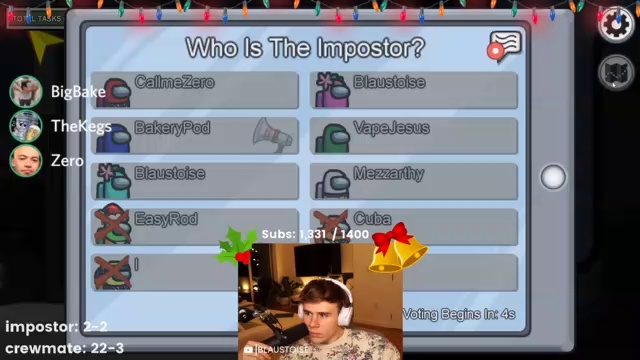 TOTAL TASKS
Who Is The Impostor?
CallmeZero
Blaustoise
BigBake
BakeryPod
VapeJesus
TheKegs
Zero
Blaustoise
Mezzarthy
EasyRod
Cuba
Subs: 1,331 / 1400
I
Voting Begins In: 4s
impostor: 2-2
crewmate: 22-3
/BLAUSTOISE